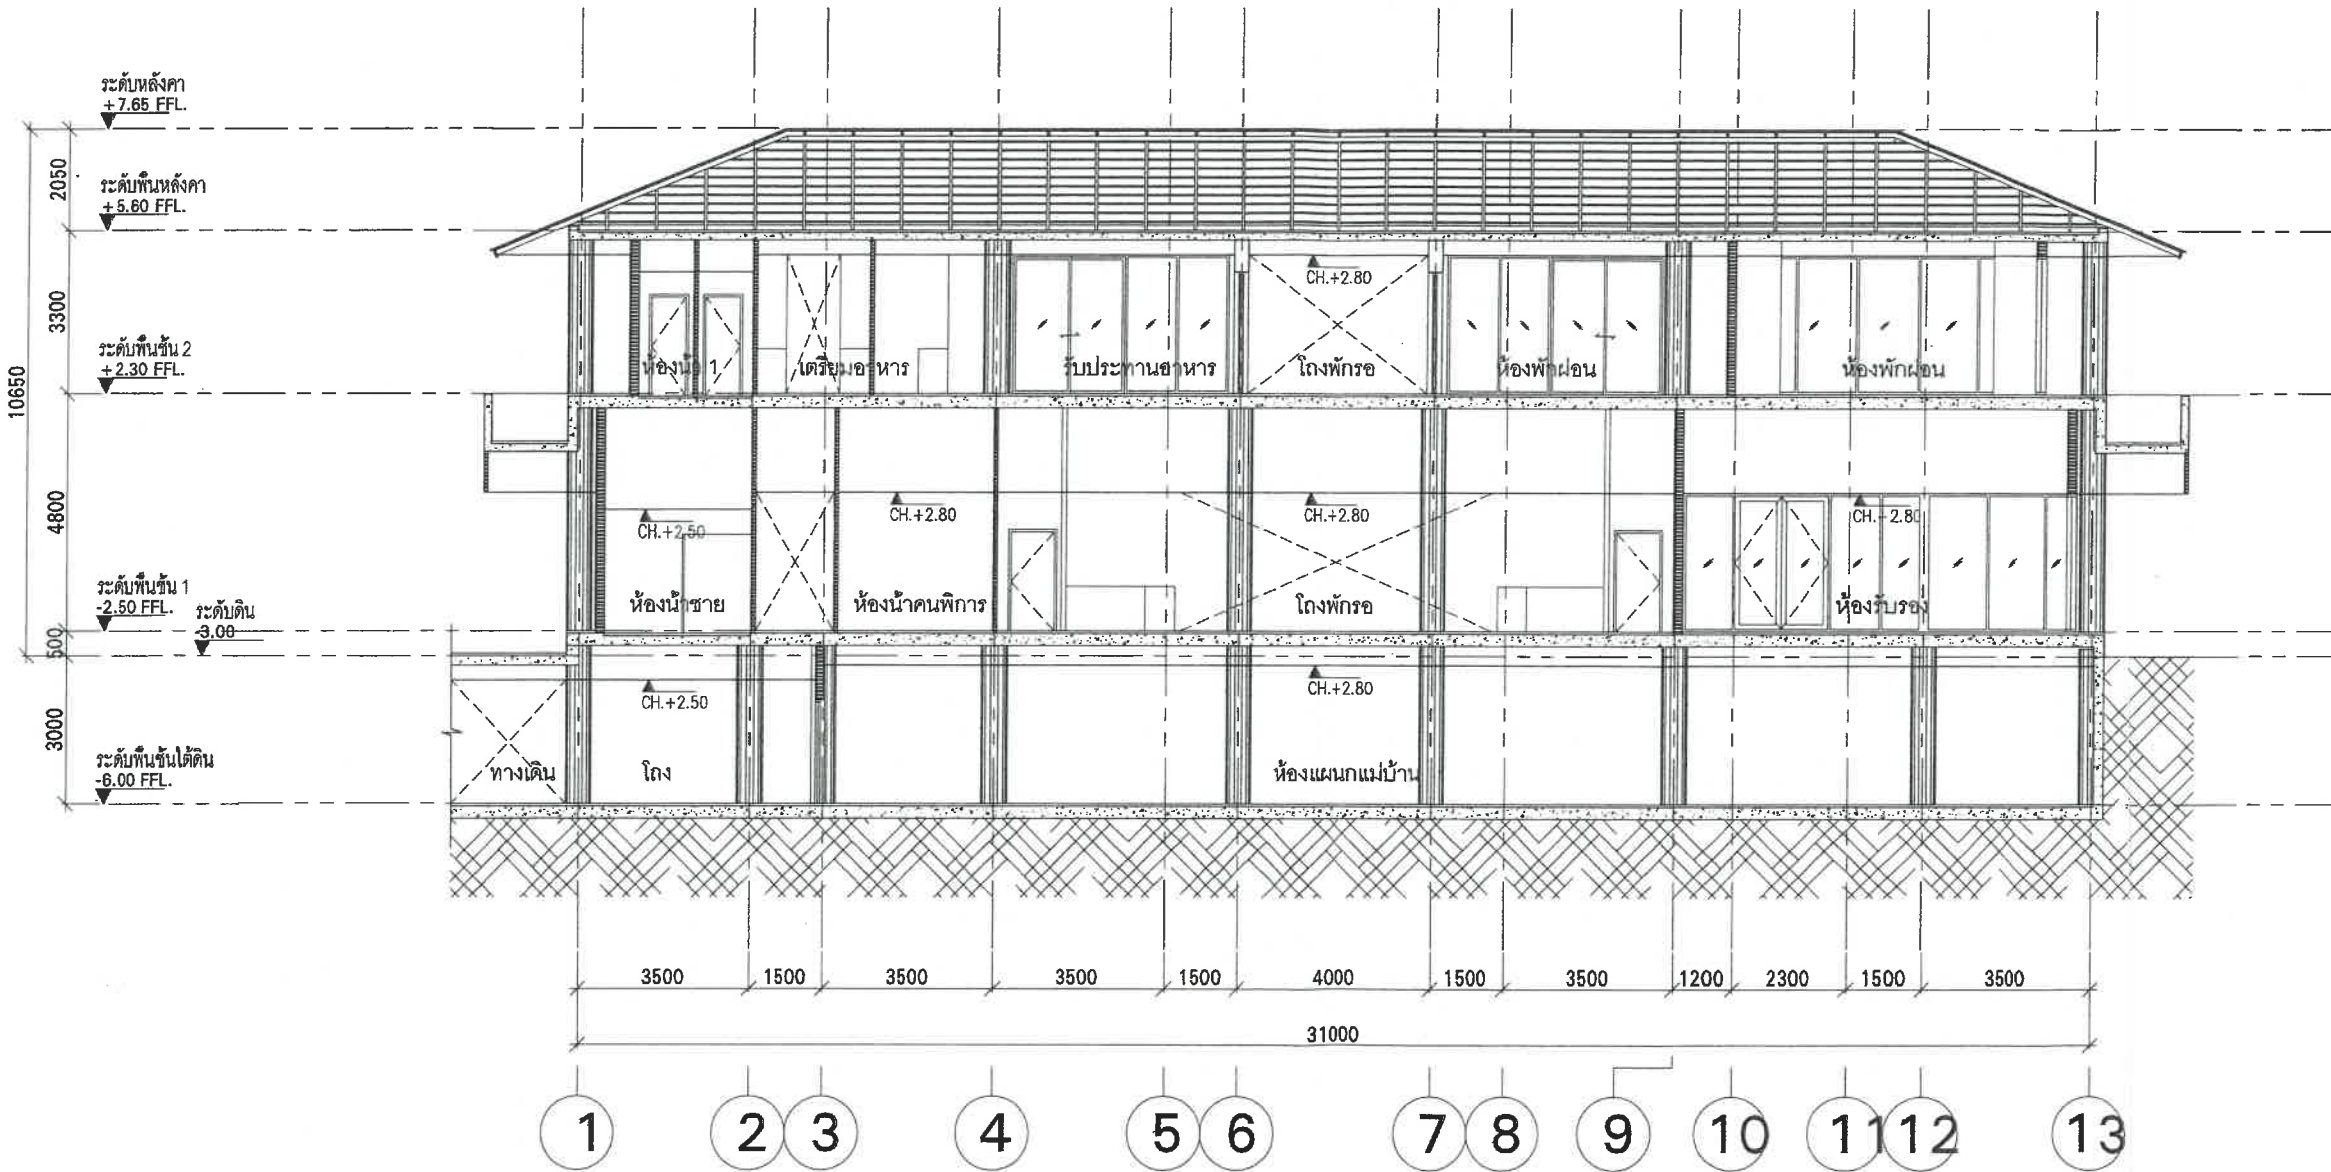 ระดับหลังคา
+7.65 FFL.
2050
ระดับพื้นหลังคา
+5.60 FFL.
3300
CH.+2.80
ระดับพื้นชั้น 2
+2.30 FFL.
ห้องน้ำ 1
เตรียมอาหาร
รับประทานอาหาร
โถงพักรอ
ห้องพักผ่อน
ห้องพักผ่อน
10650
4800
CH.+2.50
CH.+2.80
CH.+2.80
CH.+2.80
ระดับพื้นชั้น 1
-2.50 FFL.
ระดับดิน
-3.00
ห้องน้ำชาย
ห้องน้ำคนพิการ
โถงพักรอ
ห้องรับรอง
500
CH.+2.50
CH.+2.80
3000
ระดับพื้นชั้นใต้ดิน
-6.00 FFL.
ทางเดิน
โถง
ห้องแผนกแม่บ้าน
3500 1500 3500 3500 1500 4000 1500 3500 1200 2300 1500 3500
31000
1 2 3 4 5 6 7 8 9 10 11 12 13